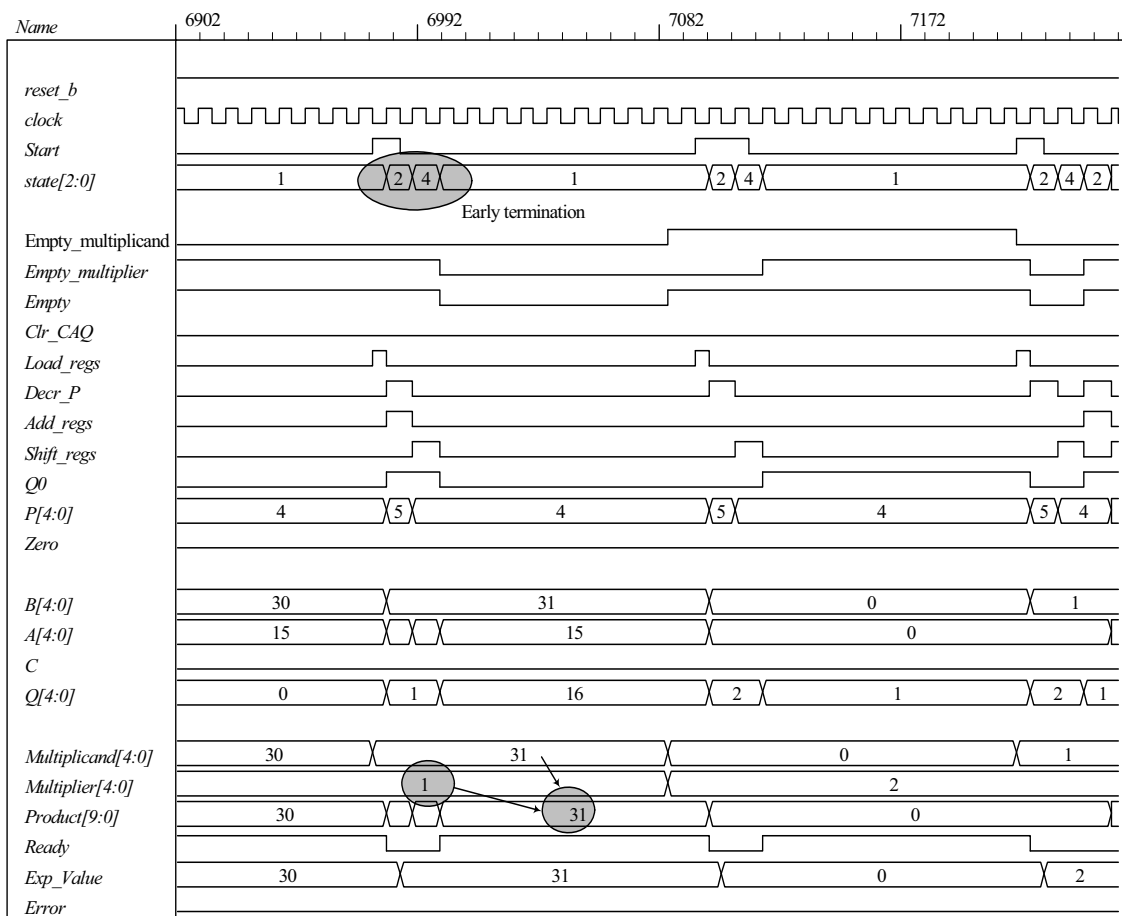 Name 6902 6992 7082 7172
reset_b
clock
Start
state[2:0] 1 2 4 1 2 4 1 2 4 2
Early termination
Empty_multiplicand
Empty_multiplier
Empty
Clr_CAQ
Load_regs
Decr_P
Add_regs
Shift_regs
Q0
P[4:0] 4 5 4 5 4 5 4
Zero
B[4:0] 30 31 0 1
A[4:0] 15 15 0
C
Q[4:0] 0 1 16 2 1 2 1
Multiplicand[4:0] 30 31 0 1
Multiplier[4:0] 1 2
Product[9:0] 30 31 0
Ready
Exp_Value 30 31 0 2
Error